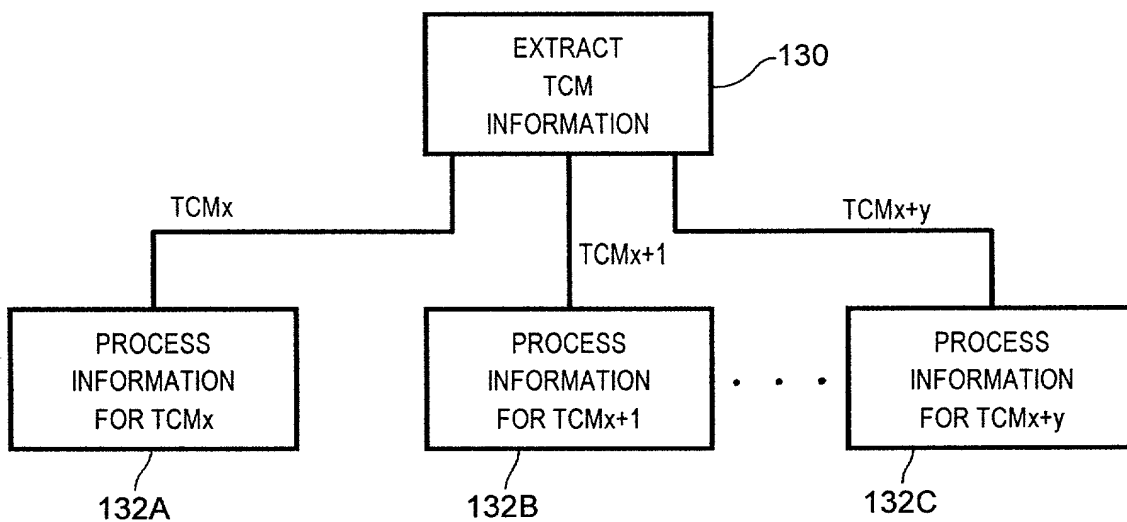 EXTRACT
TCM
INFORMATION
130
TCMx
TCMx+1
TCMx+y
PROCESS
INFORMATION
FOR TCMx
PROCESS
INFORMATION
FOR TCMx+1
. . .
PROCESS
INFORMATION
FOR TCMx+y
132A
132B
132C